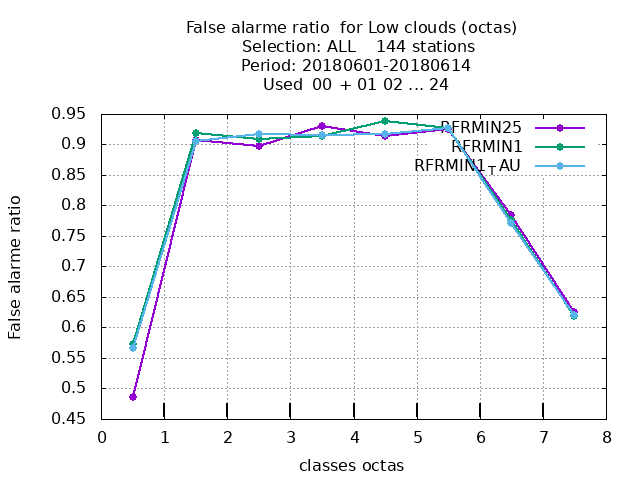 False alarme ratio for Low clouds (octas)
Selection: ALL 144 stations
Period: 20180601-20180614
Used 00 + 01 02 ... 24
0.95
0.9
0.85
0.8
0.75
0.7
0.65
0.6
0.55
0.5
0.45
RFRMIN25
RFRMIN1
RFRMIN1TAU
False alarme ratio
0 1 2 3 4 5 6 7 8
classes octas